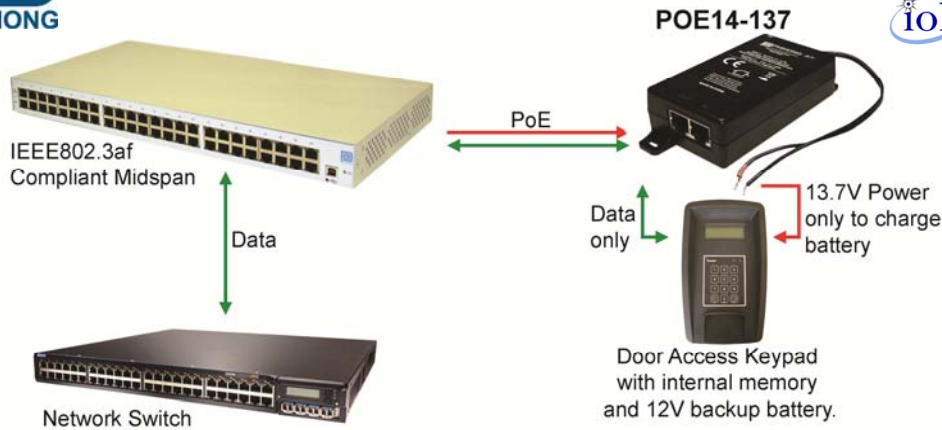 POE14-137
PoE
IEEE802.3af
Compliant Midspan
Data
Data
only
13.7V Power
only to charge
battery
Door Access Keypad
with internal memory
and 12V backup battery.
Network Switch